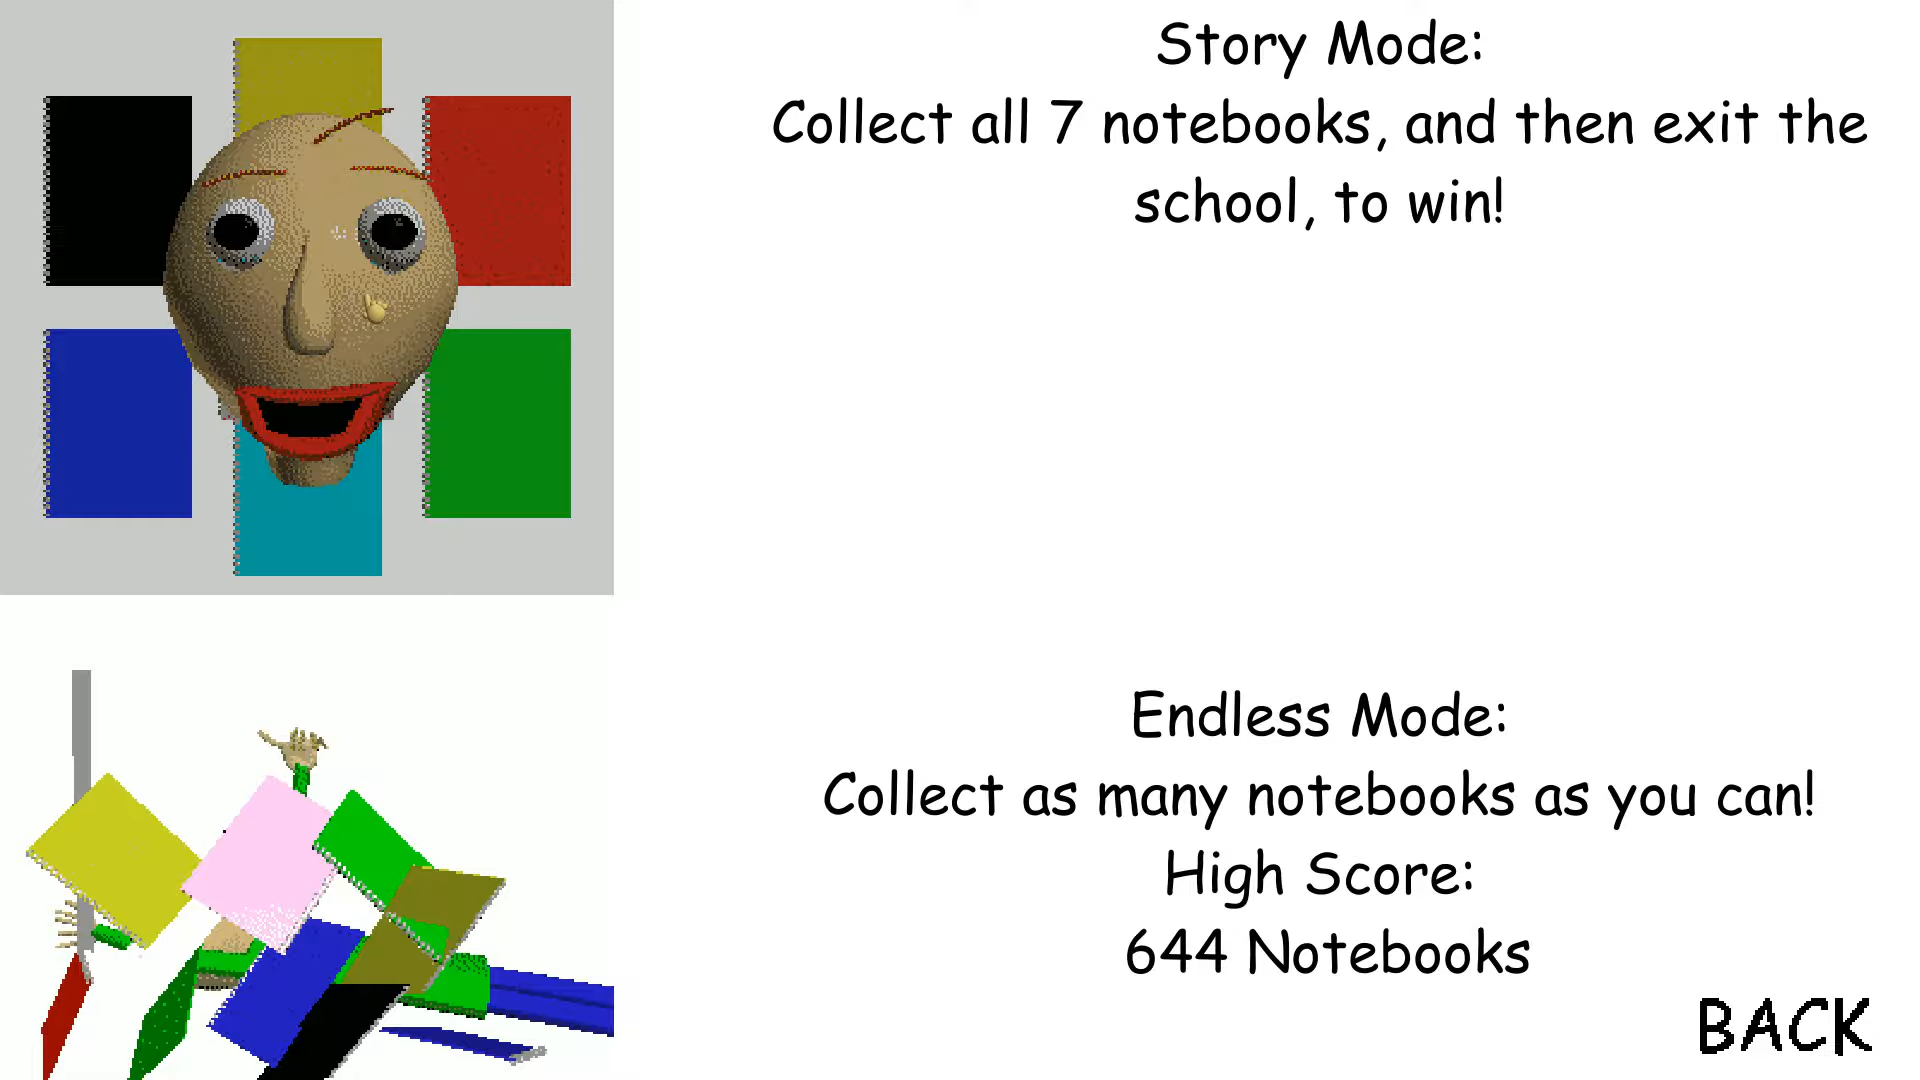 Story Mode:
Collect all 7 notebooks, and then exit the
school, to win!
Endless Mode:
Collect as many notebooks as you can!
High Score:
644 Notebooks
BACK